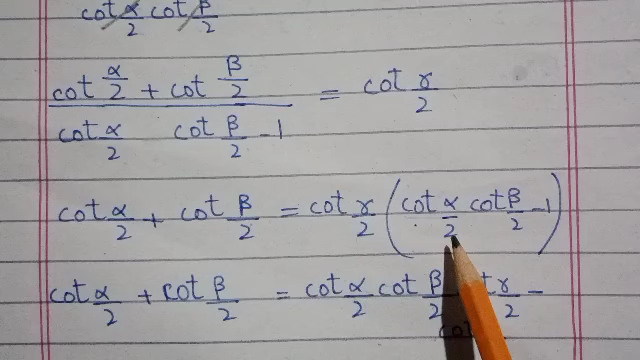 cot α/2 cot β/2
cot α/2 + cot β/2 = cot γ/2
cot α/2 cot β/2 -1
cot α/2 + cot β/2 = cot γ/2 (cot α/2 cot β/2 -1)
cot α/2 + cot β/2 = cot α/2 cot β/2 γ/2 -